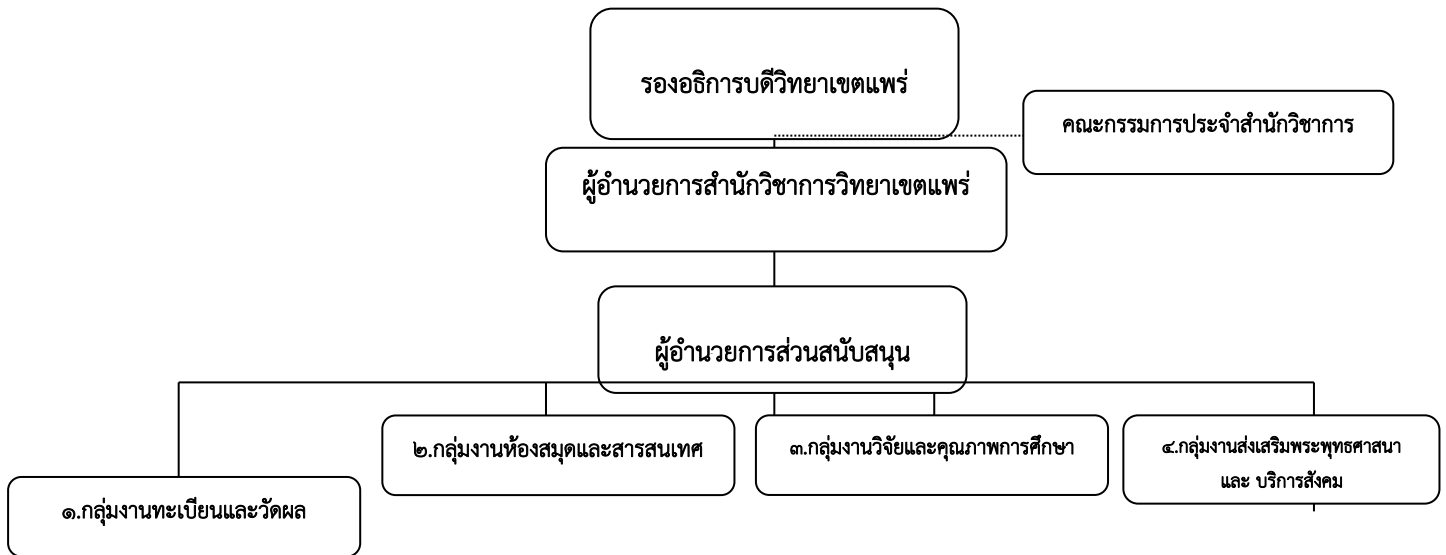 รองอธิการบดีวิทยาเขตแพร่
คณะกรรมการประจำสำนักวิชาการ
ผู้อำนวยการสำนักวิชาการวิทยาเขตแพร่
ผู้อำนวยการส่วนสนับสนุน
๑.กลุ่มงานทะเบียนและวัดผล
๒.กลุ่มงานห้องสมุดและสารสนเทศ
๓.กลุ่มงานวิจัยและคุณภาพการศึกษา
๔.กลุ่มงานส่งเสริมพระพุทธศาสนา
และ บริการสังคม